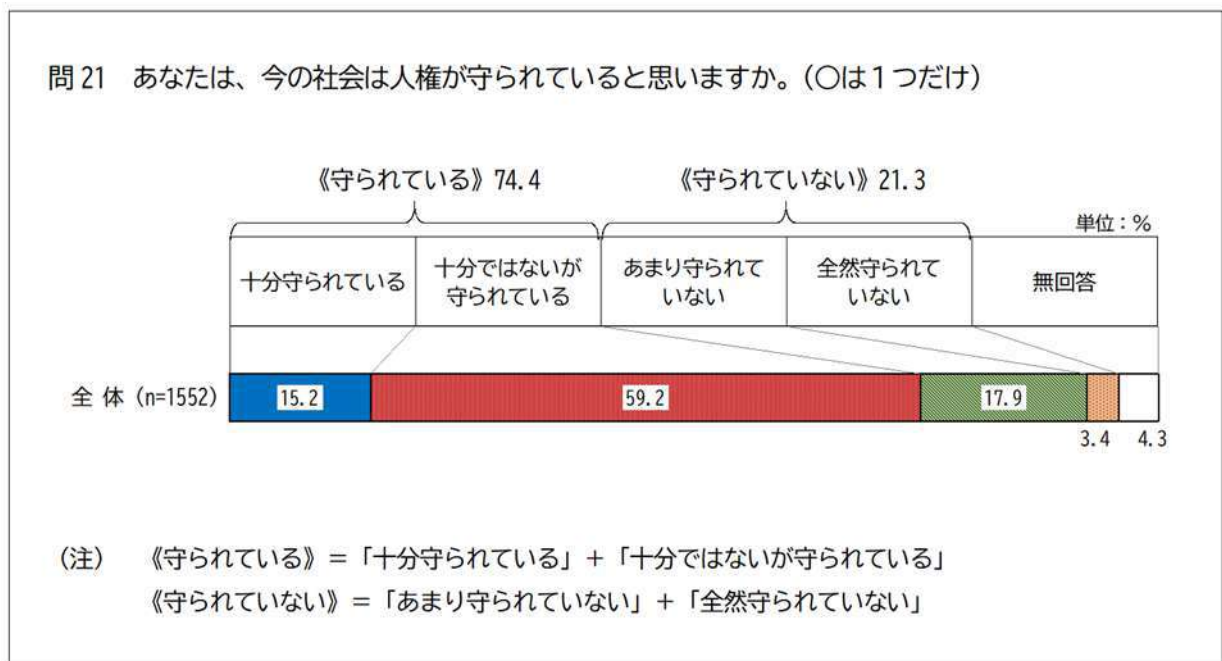 問21 あなたは、今の社会は人権が守られていると思いますか。（○は１つだけ）
《守られている》74.4 《守られていない》21.3
単位：％
十分守られている
十分ではないが
守られている
あまり守られて
いない
全然守られて
いない
無回答
全 体 (n=1552)
15.2 59.2 17.9
3.4 4.3
（注） 《守られている》＝「十分守られている」＋「十分ではないが守られている」
《守られていない》＝「あまり守られていない」＋「全然守られていない」